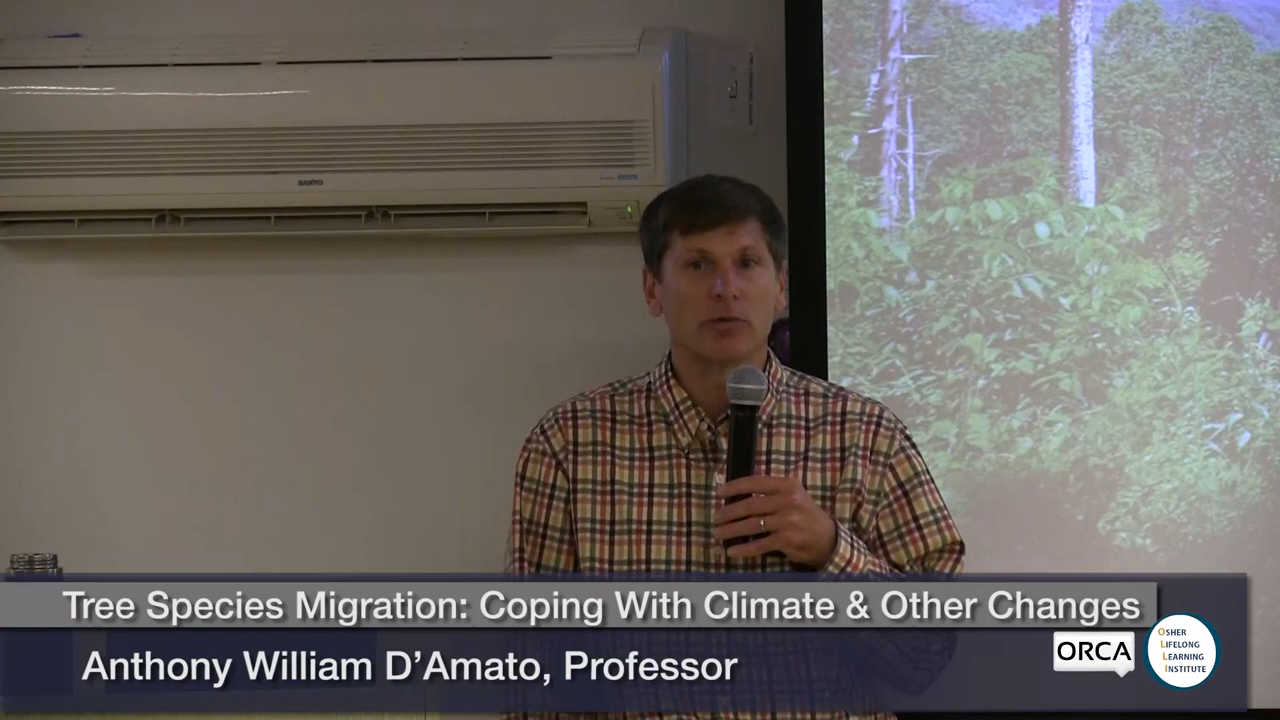 SANYO
Tree Species Migration: Coping With Climate & Other Changes
Anthony William D'Amato, Professor
ORCA
OSHER
LIFELONG
LEARNING
INSTITUTE